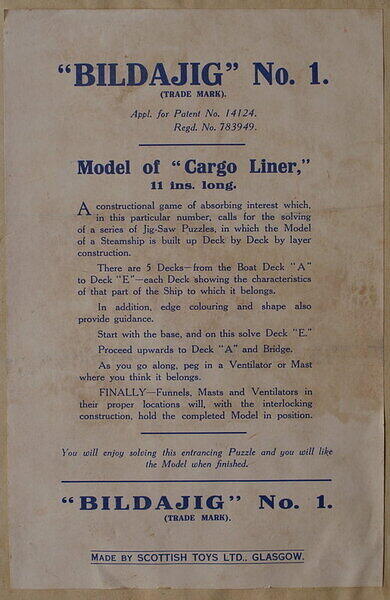 "BILDAJIG" No. 1.
(TRADE MARK).
Appl. for Patent No. 14124.
Regd. No. 783949.
Model of "Cargo Liner,"
11 ins. long.
A constructional game of absorbing interest which,
in this particular number, calls for the solving
of a series of Jig-Saw Puzzles, in which the Model
of a Steamship is built up Deck by Deck by layer
construction.
There are 5 Decks—from the Boat Deck "A"
to Deck "E"—each Deck showing the characteristics
of that part of the Ship to which it belongs.
In addition, edge colouring and shape also
provide guidance.
Start with the base, and on this solve Deck "E."
Proceed upwards to Deck "A" and Bridge.
As you go along, peg in a Ventilator or Mast
where you think it belongs.
FINALLY—Funnels, Masts and Ventilators in
their proper locations will, with the interlocking
construction, hold the completed Model in position.
You will enjoy solving this entrancing Puzzle and you will like
the Model when finished.
"BILDAJIG" No. 1.
(TRADE MARK).
MADE BY SCOTTISH TOYS LTD., GLASGOW.